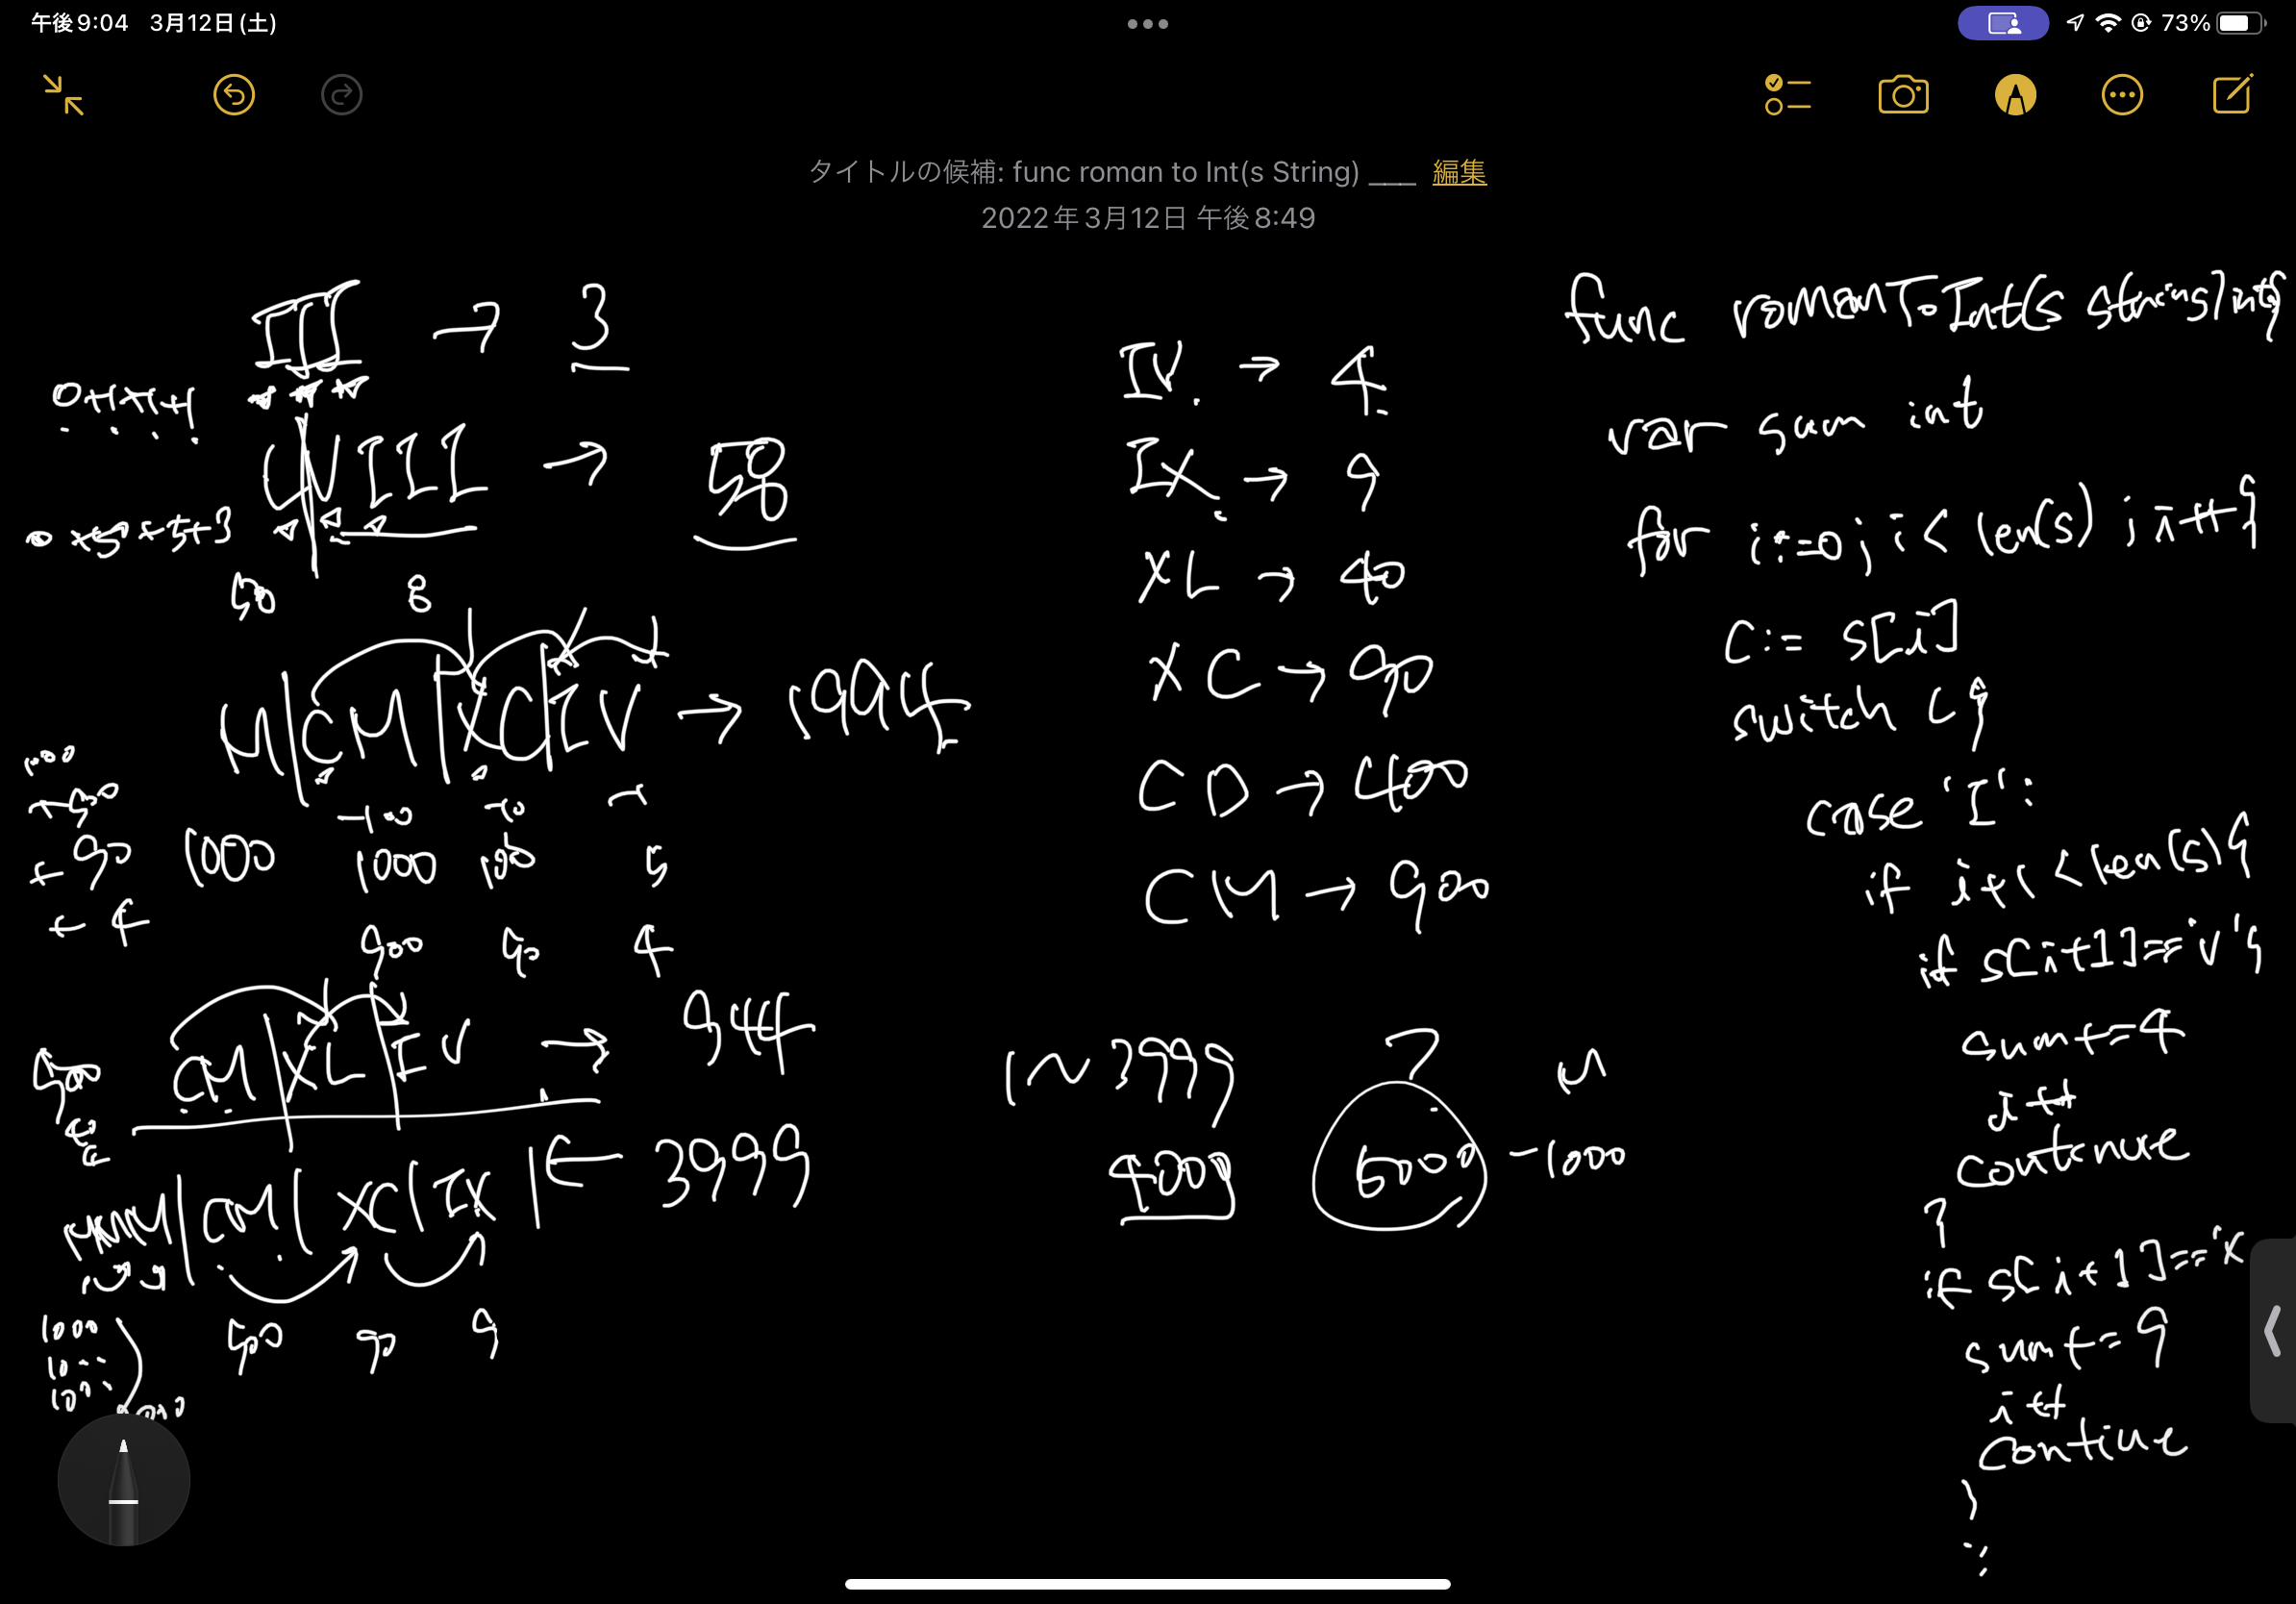 午後9:04 3月12日(土)
73%
タイトルの候補: func roman to Int(s String) ___ 編集
2022年3月12日 午後8:49
III → 3
0+1+1+1
LVIII → 58
0+50+5+3
50 8
M|CM|XC|IV → 1994
1000
+900
+90
+4
-100 -10 -1
1000 1000 100 5
900 90 4
CM|XL|IV → 944
900
MMM|CM|XC|IX|← 3999
1000
1000
1000
3000
900 90 9
IV → 4
IX → 9
XL → 40
XC → 90
CD → 400
CM → 900
1~3999
4000
?
5000 -1000
M
func romanToInt(s string) int{
var sum int
for i:=0; i < len(s) ; i++{
C:= s[i]
switch C{
case 'I':
if i+1 < len(s){
if s[i+1]=='V'{
sum+=4
i++
continue
}
if s[i+1]=='X
sum+=9
i++
contiue
}